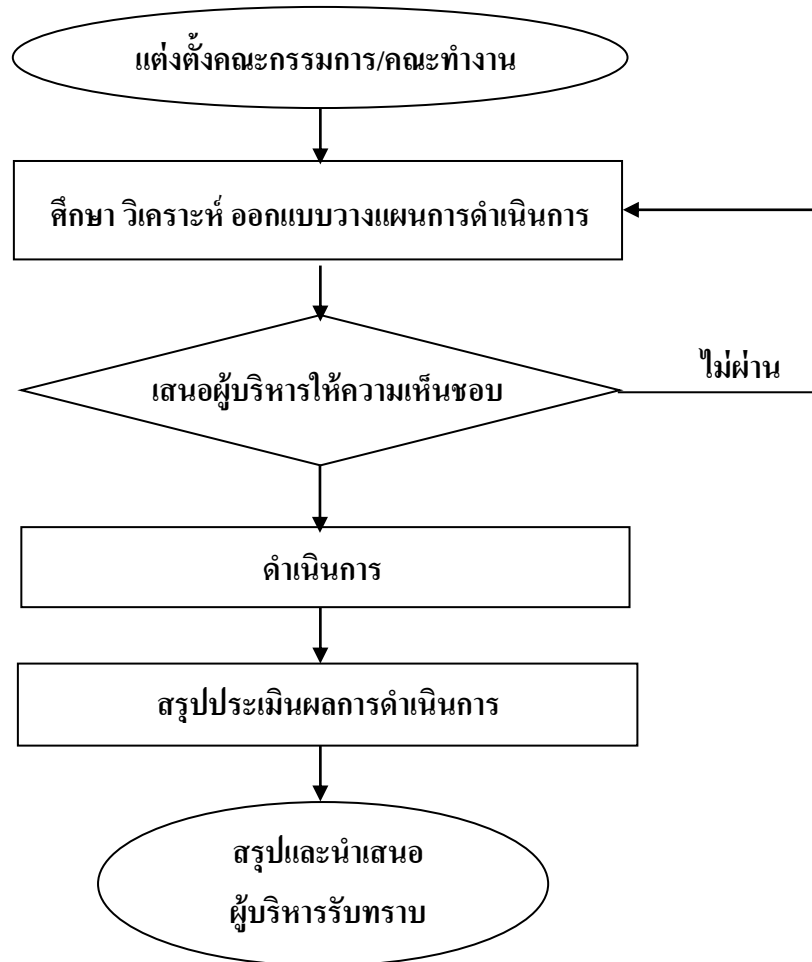 แต่งตั้งคณะกรรมการ/คณะทำงาน
ศึกษา วิเคราะห์ ออกแบบวางแผนการดำเนินการ
เสนอผู้บริหารให้ความเห็นชอบ
ไม่ผ่าน
ดำเนินการ
สรุปประเมินผลการดำเนินการ
สรุปและนำเสนอ
ผู้บริหารรับทราบ